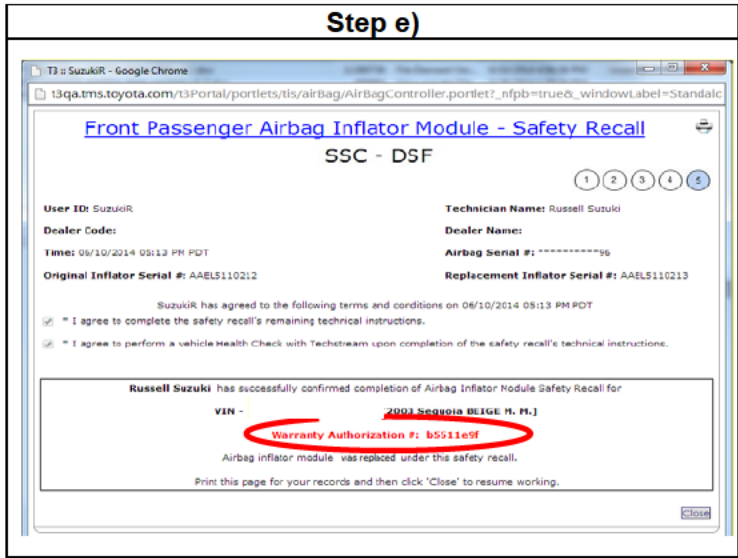 Step e)
T3 :: SuzukiR - Google Chrome
t3qa.tms.toyota.com/t3Portal/portlets/tis/airBag/AirBagController.portlet?_nfpb=true&_windowLabel=Standalc
Front Passenger Airbag Inflator Module - Safety Recall
SSC - DSF
1 2 3 4 5
User ID: SuzukiR Technician Name: Russell Suzuki
Dealer Code: Dealer Name:
Time: 06/10/2014 05:13 PM PDT Airbag Serial #: **********96
Original Inflator Serial #: AAEL5110212 Replacement Inflator Serial #: AAEL5110213
SuzukiR has agreed to the following terms and conditions on 06/10/2014 05:13 PM PDT
* I agree to complete the safety recall's remaining technical instructions.
* I agree to perform a vehicle Health Check with Techstream upon completion of the safety recall's technical instructions.
Russell Suzuki has successfully confirmed completion of Airbag Inflator Module Safety Recall for
VIN - [2003 Sequoia BEIGE M. M.]
Warranty Authorization #: b5511e9f
Airbag inflator module was replaced under this safety recall.
Print this page for your records and then click 'Close' to resume working.
Close